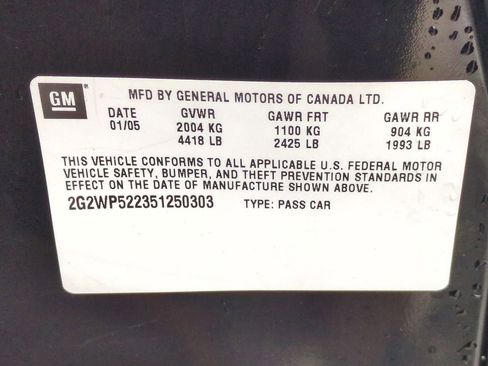 GM
MFD BY GENERAL MOTORS OF CANADA LTD.
DATE GVWR GAWR FRT GAWR RR
01/05 2004 KG 1100 KG 904 KG
4418 LB 2425 LB 1993 LB
THIS VEHICLE CONFORMS TO ALL APPLICABLE U.S. FEDERAL MOTOR
VEHICLE SAFETY, BUMPER, AND THEFT PREVENTION STANDARDS IN
EFFECT ON THE DATE OF MANUFACTURE SHOWN ABOVE.
2G2WP522351250303 TYPE: PASS CAR